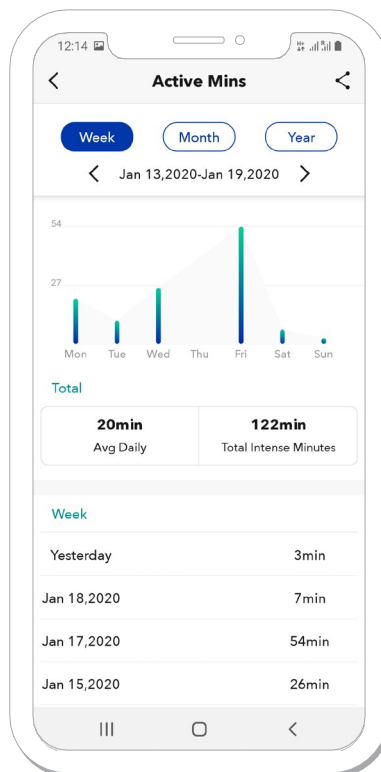 12:14
Active Mins
Week Month Year
Jan 13,2020-Jan 19,2020
54
27
Mon Tue Wed Thu Fri Sat Sun
Total
20min 122min
Avg Daily Total Intense Minutes
Week
Yesterday 3min
Jan 18,2020 7min
Jan 17,2020 54min
Jan 15,2020 26min